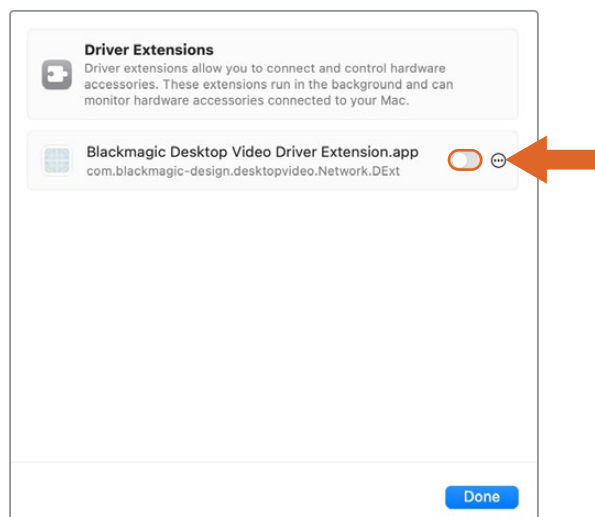 Driver Extensions
Driver extensions allow you to connect and control hardware
accessories. These extensions run in the background and can
monitor hardware accessories connected to your Mac.
Blackmagic Desktop Video Driver Extension.app
com.blackmagic-design.desktopvideo.Network.DExt
Done